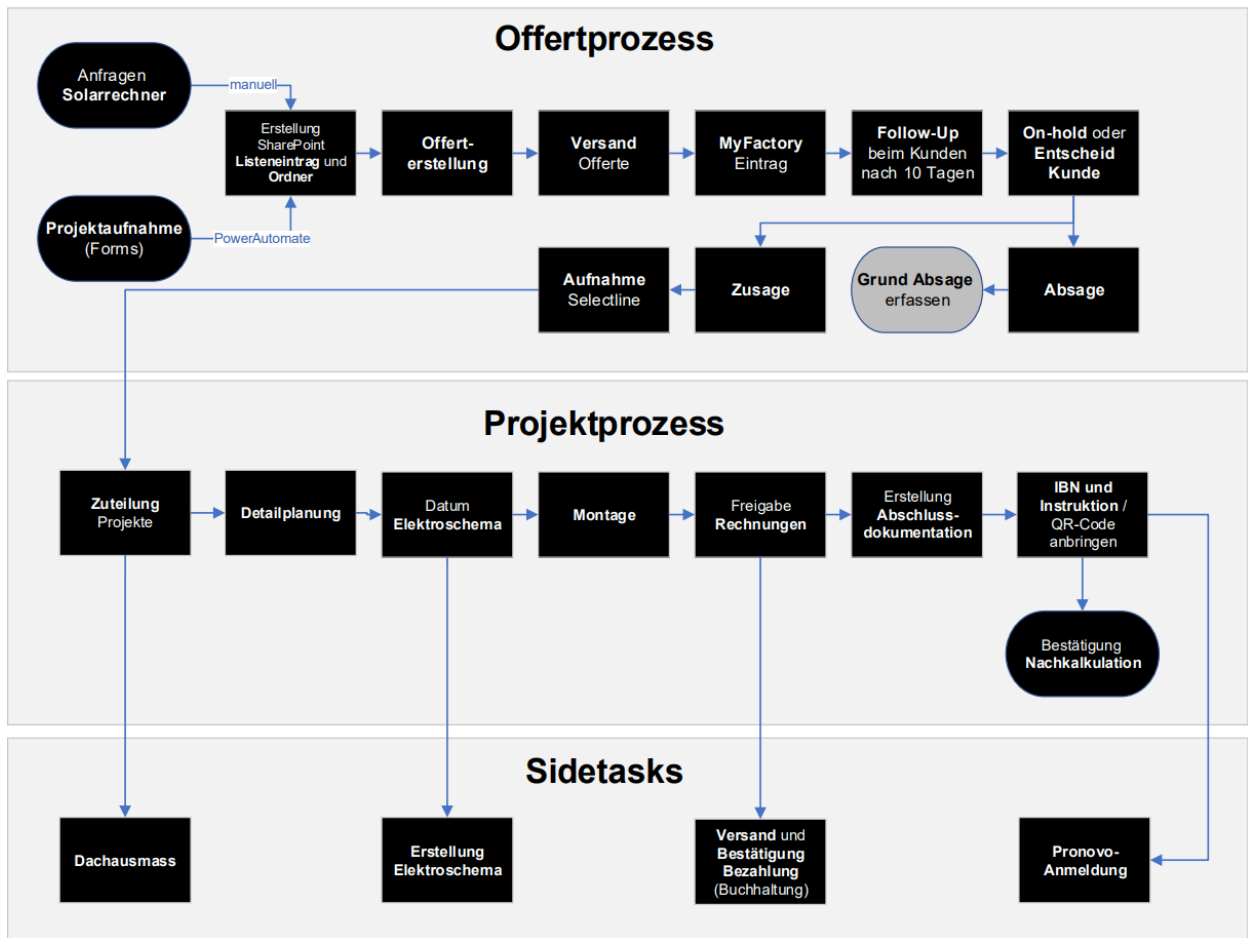 Offertprozess
Anfragen
Solarrechner
manuell
Erstellung
SharePoint
Listeneintrag und
Ordner
Offert-
erstellung
Versand
Offerte
MyFactory
Eintrag
Follow-Up
beim Kunden
nach 10 Tagen
On-hold oder
Entscheid
Kunde
Projektaufnahme
(Forms)
PowerAutomate
Aufnahme
Selectline
Zusage
Grund Absage
erfassen
Absage
Projektprozess
Zuteilung
Projekte
Detailplanung
Datum
Elektroschema
Montage
Freigabe
Rechnungen
Erstellung
Abschluss-
dokumentation
IBN und
Instruktion /
QR-Code
anbringen
Bestätigung
Nachkalkulation
Sidetasks
Dachausmass
Erstellung
Elektroschema
Versand und
Bestätigung
Bezahlung
(Buchhaltung)
Pronovo-
Anmeldung